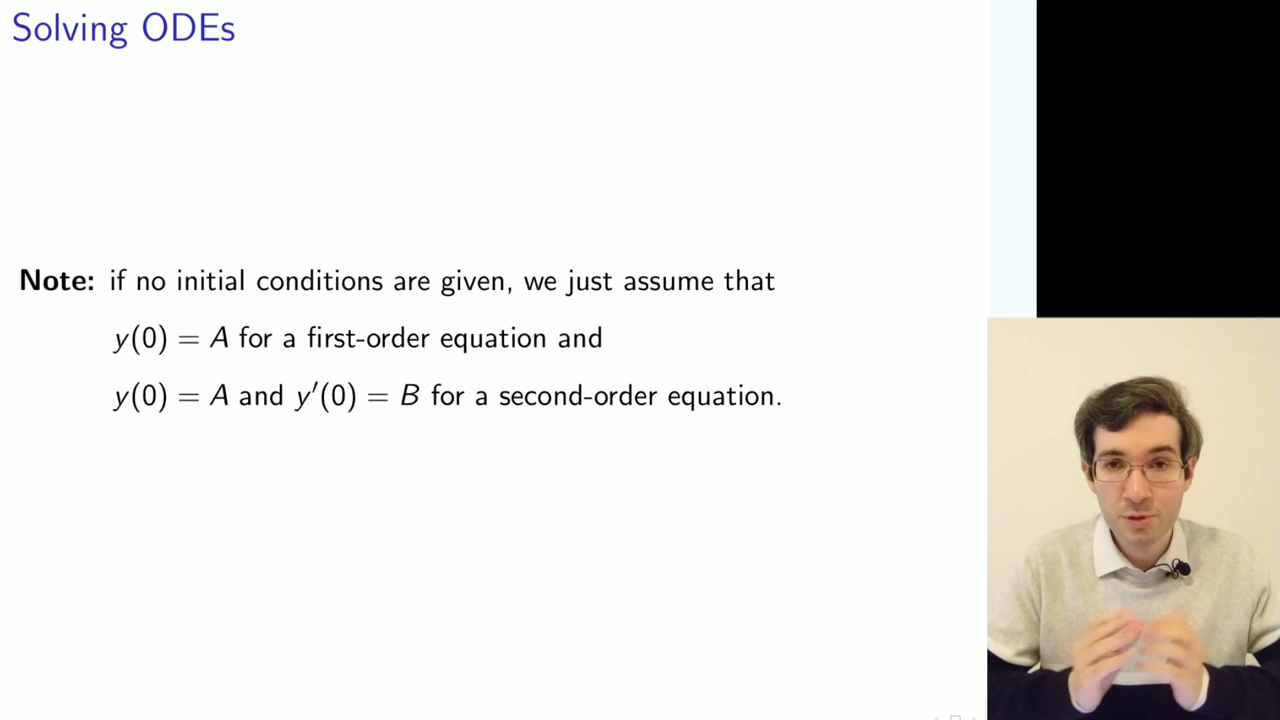 Solving ODEs
Note: if no initial conditions are given, we just assume that
y(0) = A for a first-order equation and
y(0) = A and y′(0) = B for a second-order equation.